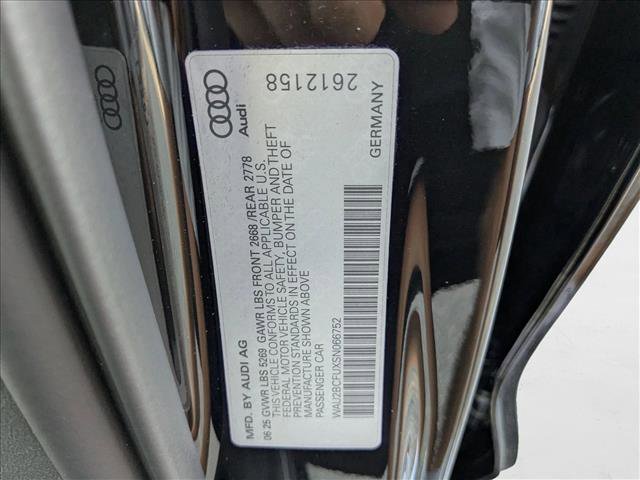 Audi
2612158
MFD. BY AUDI AG
GERMANY
06 25 GVWR LBS 5269 GAWR LBS FRONT 2668 /REAR 2778
THIS VEHICLE CONFORMS TO ALL APPLICABLE U.S.
FEDERAL MOTOR VEHICLE SAFETY, BUMPER AND THEFT
PREVENTION STANDARDS IN EFFECT ON THE DATE OF
MANUFACTURE SHOWN ABOVE
PASSENGER CAR
WAU2BCFUXSN066752